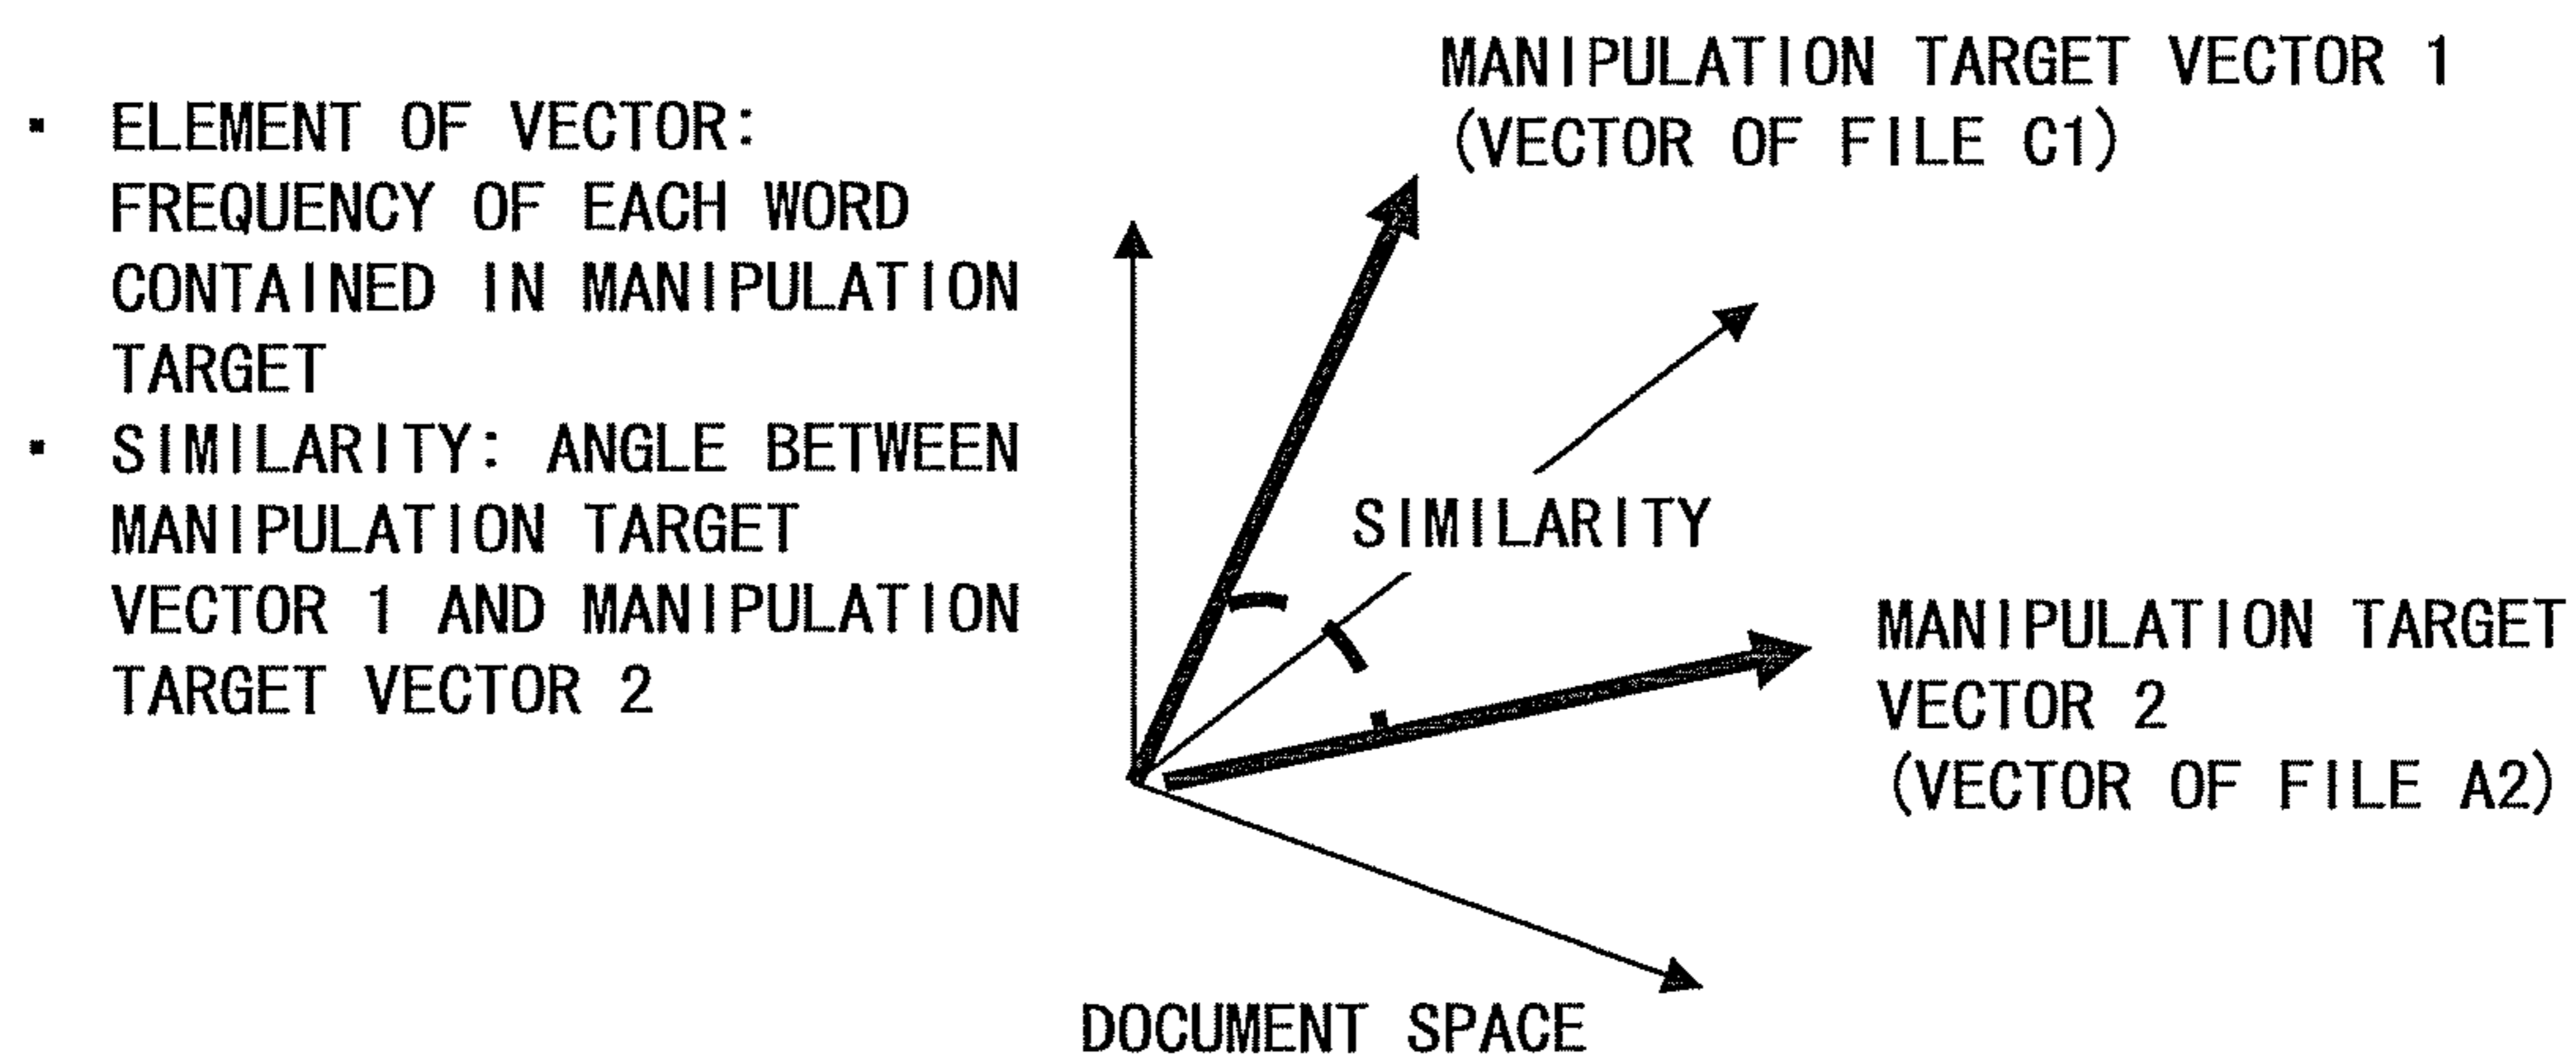 ・ ELEMENT OF VECTOR:
FREQUENCY OF EACH WORD
CONTAINED IN MANIPULATION
TARGET
・ SIMILARITY: ANGLE BETWEEN
MANIPULATION TARGET
VECTOR 1 AND MANIPULATION
TARGET VECTOR 2
MANIPULATION TARGET VECTOR 1
(VECTOR OF FILE C1)
SIMILARITY
MANIPULATION TARGET
VECTOR 2
(VECTOR OF FILE A2)
DOCUMENT SPACE